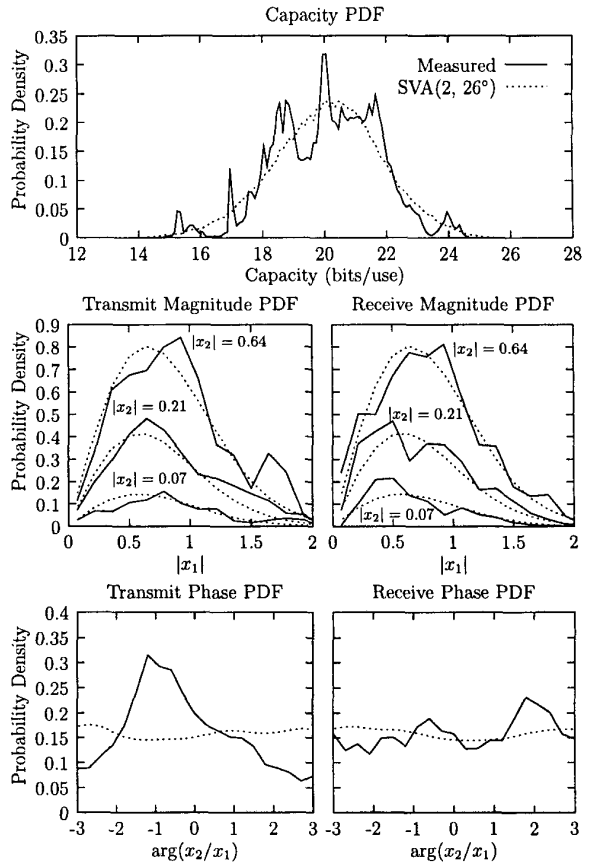 Capacity PDF
0.35
0.3
0.25
0.2
0.15
0.1
0.05
0
Probability Density
Measured
SVA(2, 26°)
12 14 16 18 20 22 24 26 28
Capacity (bits/use)
Transmit Magnitude PDF
0.9
0.8
0.7
0.6
0.5
0.4
0.3
0.2
0.1
0
Probability Density
|x₂| = 0.64
|x₂| = 0.21
|x₂| = 0.07
0 0.5 1 1.5 2
|x₁|
Receive Magnitude PDF
|x₂| = 0.64
|x₂| = 0.21
|x₂| = 0.07
0 0.5 1 1.5 2
|x₁|
Transmit Phase PDF
0.4
0.35
0.3
0.25
0.2
0.15
0.1
0.05
0
Probability Density
-3 -2 -1 0 1 2 3
arg(x₂/x₁)
Receive Phase PDF
-3 -2 -1 0 1 2 3
arg(x₂/x₁)